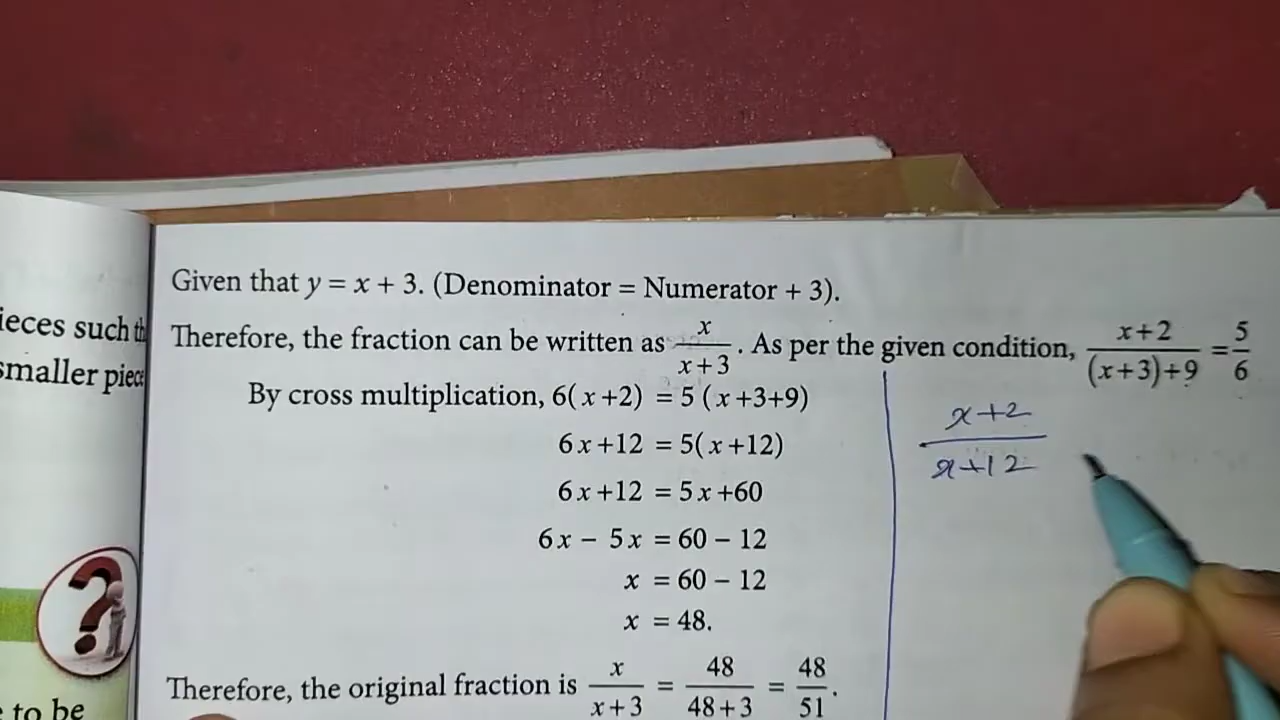 Given that y = x + 3. (Denominator = Numerator + 3).
ieces such
Therefore, the fraction can be written as x/(x+3). As per the given condition, (x+2)/((x+3)+9) = 5/6
smaller
By cross multiplication, 6(x+2) = 5(x+3+9)
x+2
x+12
6x+12 = 5(x+12)
6x+12 = 5x+60
6x – 5x = 60 – 12
x = 60 – 12
x = 48.
?
Therefore, the original fraction is x/(x+3) = 48/(48+3) = 48/51.
to be